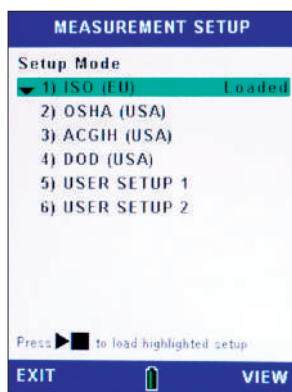 MEASUREMENT SETUP
Setup Mode
1) ISO (EU) Loaded
2) OSHA (USA)
3) ACGIH (USA)
4) DOD (USA)
5) USER SETUP 1
6) USER SETUP 2
Press ▶■ to load highlighted setup
EXIT VIEW